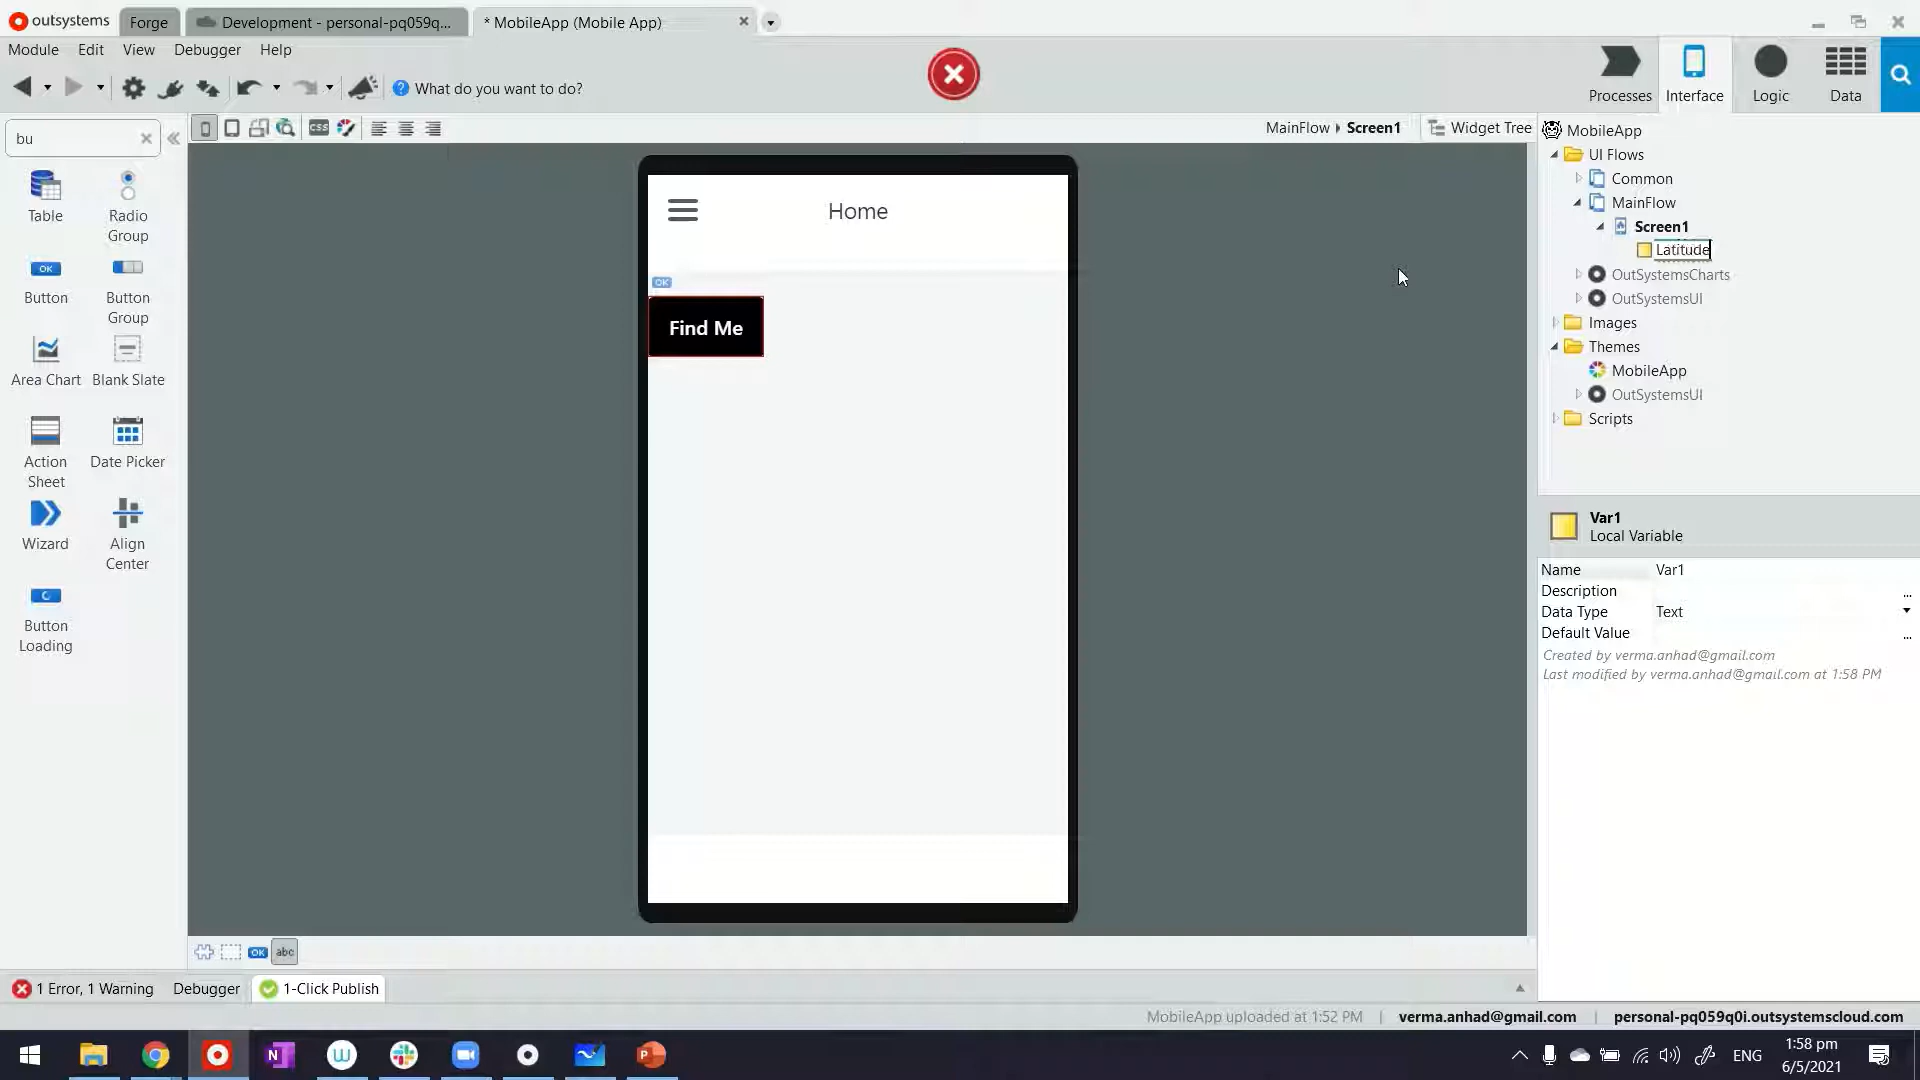 outsystems
Forge
Development - personal-pq059q...
* MobileApp (Mobile App)
Module Edit View Debugger Help
What do you want to do?
Processes
Interface
Logic
Data
bu
CSS
MainFlow
Screen1
Widget Tree
Table
Radio Group
OK
Button
Button Group
Area Chart
Blank Slate
Action Sheet
Date Picker
Wizard
Align Center
Button Loading
Home
OK
Find Me
MobileApp
UI Flows
Common
MainFlow
Screen1
Latitude
OutSystemsCharts
OutSystemsUI
Images
Themes
MobileApp
OutSystemsUI
Scripts
Var1
Local Variable
Name Var1
Description ...
Data Type Text
Default Value ...
Created by verma.anhad@gmail.com
Last modified by verma.anhad@gmail.com at 1:58 PM
OK
abc
1 Error, 1 Warning
Debugger
1-Click Publish
MobileApp uploaded at 1:52 PM | verma.anhad@gmail.com | personal-pq059q0i.outsystemscloud.com
ENG
1:58 pm
6/5/2021